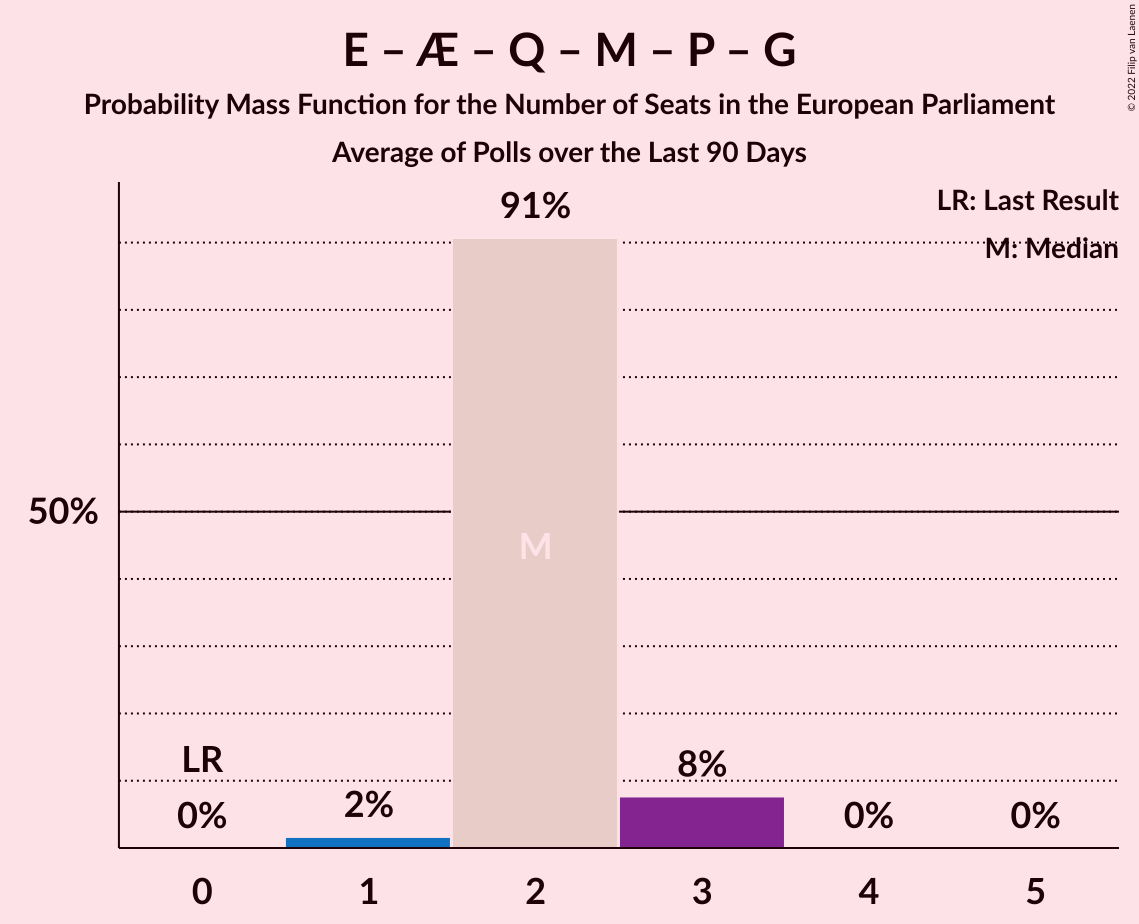 E – Æ – Q – M – P – G
Probability Mass Function for the Number of Seats in the European Parliament
Average of Polls over the Last 90 Days
© 2022 Filip van Laenen
LR: Last Result
M: Median
91%
50%
M
LR
0%
2%
8%
0%
0%
0 1 2 3 4 5